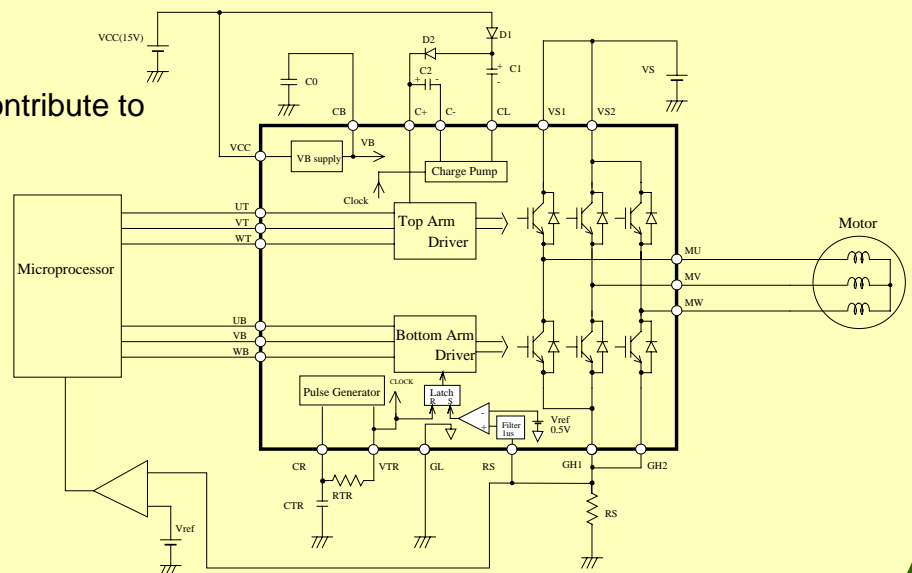 VCC(15V)
D1
D2
C1
+
-
C2
+ -
C0
VS
ontribute to
CB
C+
C-
CL
VS1
VS2
VCC
VB supply
VB
Charge Pump
Clock
Microprocessor
UT
VT
WT
Top Arm
Driver
Motor
MU
MV
MW
UB
VB
WB
Bottom Arm
Driver
Pulse Generator
CLOCK
Latch
R S
-
+
Filter
1us
Vref
0.5V
CR
VTR
GL
RS
GH1
GH2
RTR
CTR
RS
Vref